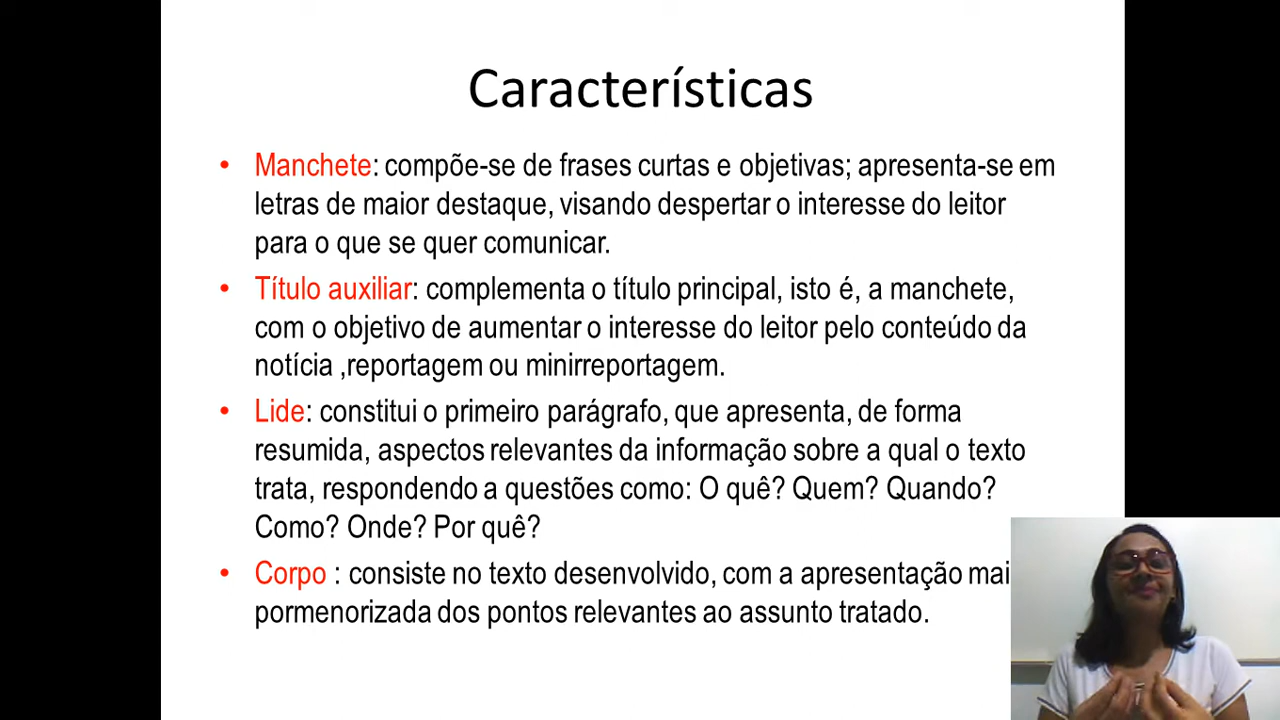 Características
• Manchete: compõe-se de frases curtas e objetivas; apresenta-se em
letras de maior destaque, visando despertar o interesse do leitor
para o que se quer comunicar.
• Título auxiliar: complementa o título principal, isto é, a manchete,
com o objetivo de aumentar o interesse do leitor pelo conteúdo da
notícia ,reportagem ou minirreportagem.
• Lide: constitui o primeiro parágrafo, que apresenta, de forma
resumida, aspectos relevantes da informação sobre a qual o texto
trata, respondendo a questões como: O quê? Quem? Quando?
Como? Onde? Por quê?
• Corpo : consiste no texto desenvolvido, com a apresentação mai
pormenorizada dos pontos relevantes ao assunto tratado.